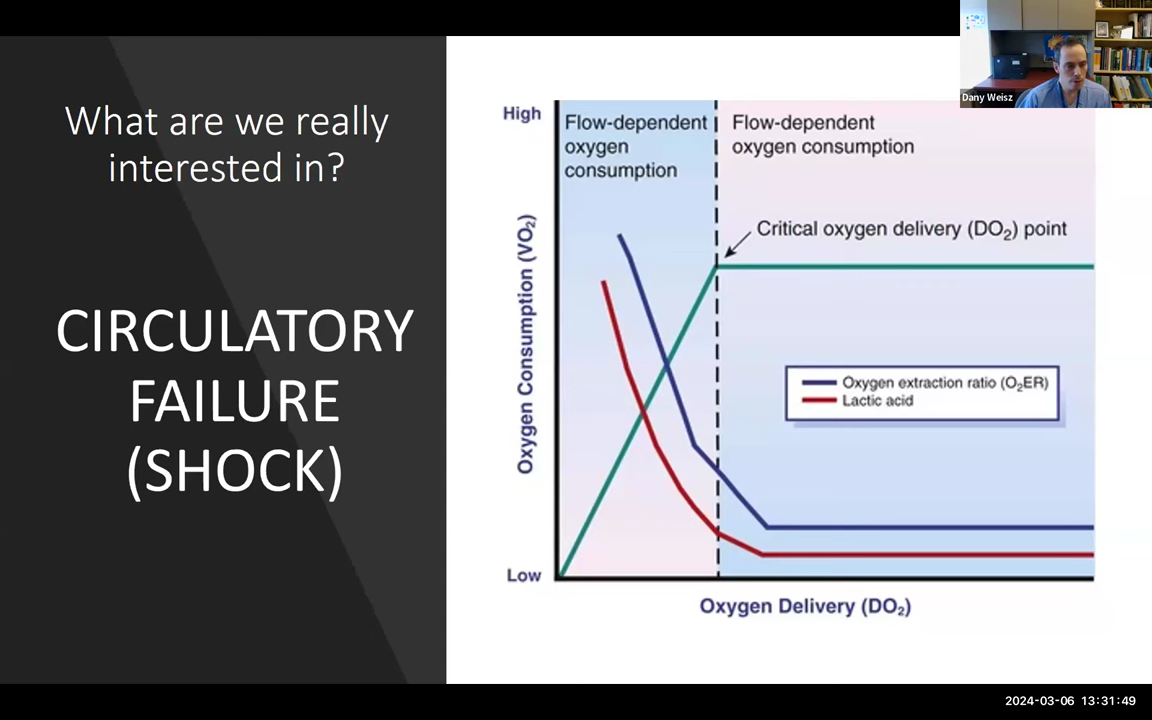 What are we really
interested in?
CIRCULATORY
FAILURE
(SHOCK)
Dany Weisz
High
Flow-dependent
oxygen
consumption
Flow-dependent
oxygen consumption
Critical oxygen delivery (DO₂) point
Oxygen Consumption (VO₂)
Oxygen extraction ratio (O₂ER)
Lactic acid
Low
Oxygen Delivery (DO₂)
2024-03-06 13:31:49